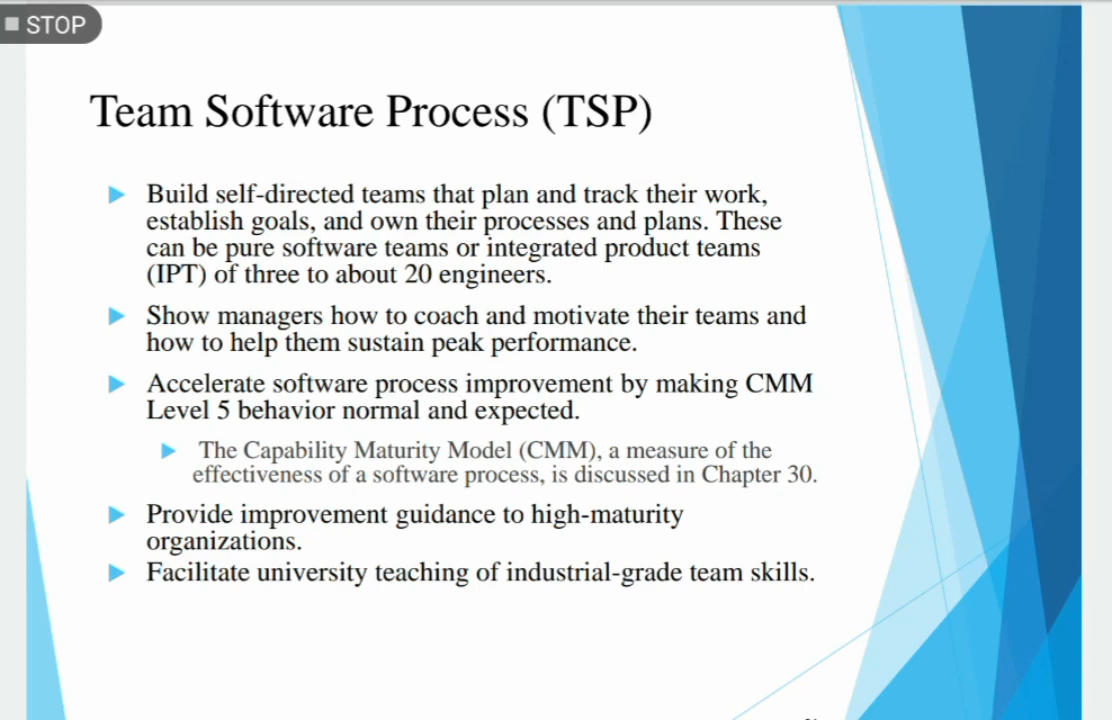 STOP
Team Software Process (TSP)
Build self-directed teams that plan and track their work,
establish goals, and own their processes and plans. These
can be pure software teams or integrated product teams
(IPT) of three to about 20 engineers.
Show managers how to coach and motivate their teams and
how to help them sustain peak performance.
Accelerate software process improvement by making CMM
Level 5 behavior normal and expected.
The Capability Maturity Model (CMM), a measure of the
effectiveness of a software process, is discussed in Chapter 30.
Provide improvement guidance to high-maturity
organizations.
Facilitate university teaching of industrial-grade team skills.